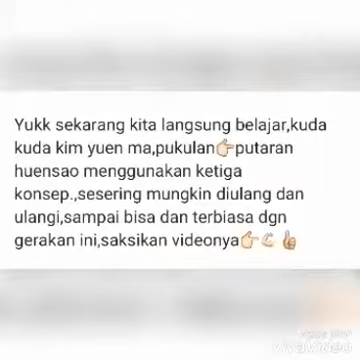 Yukk sekarang kita langsung belajar,kuda
kuda kim yuen ma,pukulan👉putaran
huensao menggunakan ketiga
konsep.,sesering mungkin diulang dan
ulangi,sampai bisa dan terbiasa dgn
gerakan ini,saksikan videonya👉💪👍
VivaVideo